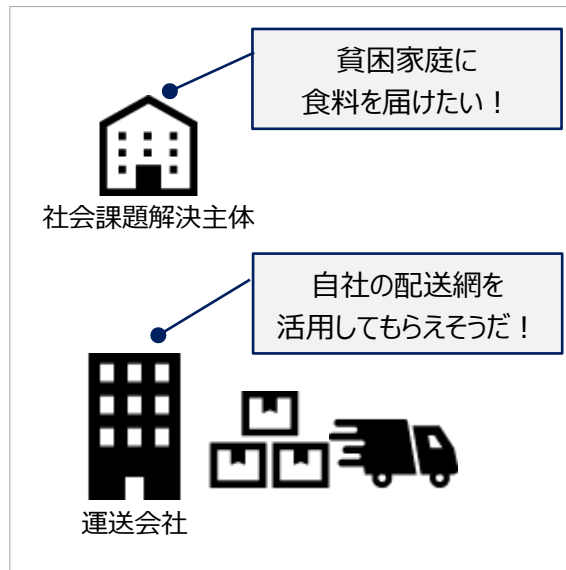 貧困家庭に
食料を届けたい！
社会課題解決主体
自社の配送網を
活用してもらえそうだ！
運送会社